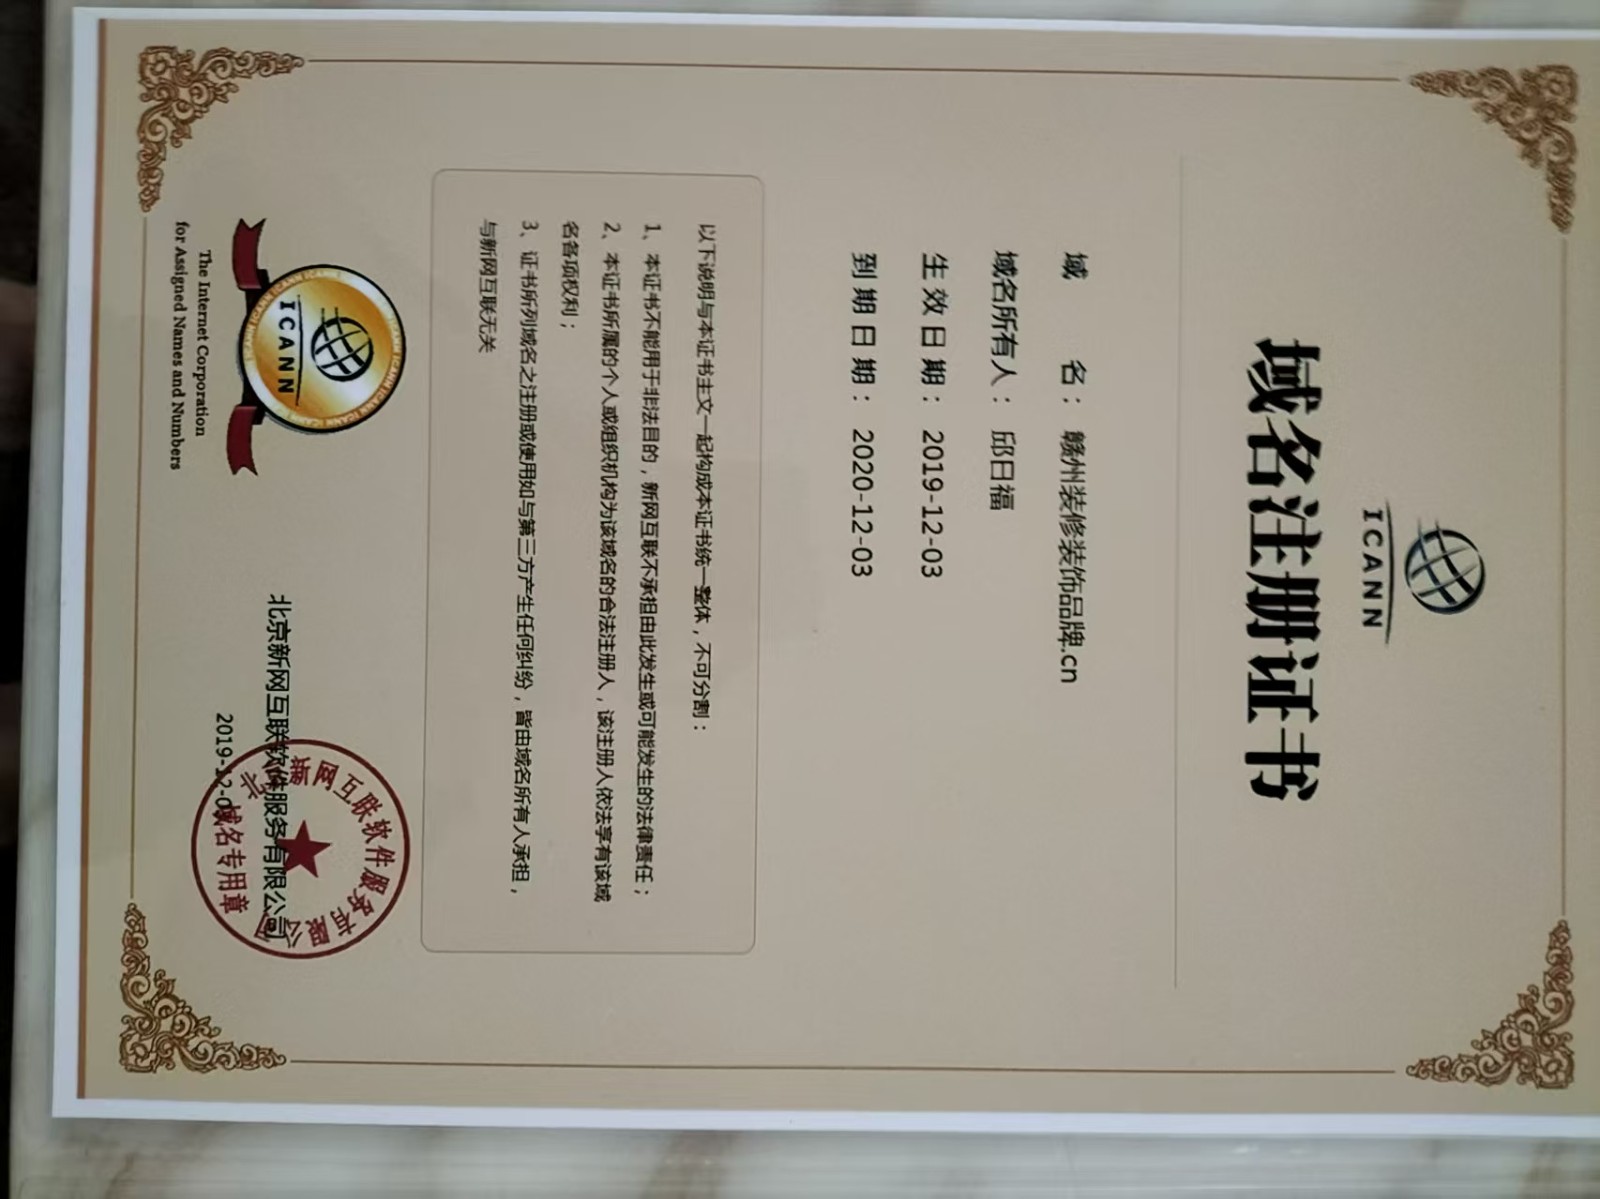 ICANN
域名注册证书
域 名： 赣州装修装饰品牌.cn
域名所有人： 邱日福
生效日期： 2019-12-03
到期日期： 2020-12-03
以下说明与本证书主文一起构成本证书统一整体，不可分割：
1、本证书不能用于非法目的，新网互联不承担由此发生或可能发生的法律责任；
2、本证书所属的个人或组织机构为该域名的合法注册人，该注册人依法享有该域
名各项权利；
3、证书所列域名之注册或使用如与第三方产生任何纠纷，皆由域名所有人承担，
与新网互联无关
ICANN ICANN ICANN ICANN ICANN ICANN
ICANN
The Internet Corporation
for Assigned Names and Numbers
北京新网互联软件服务有限公司
2019-12-0
北京新网互联软件服务有限公司
域名专用章